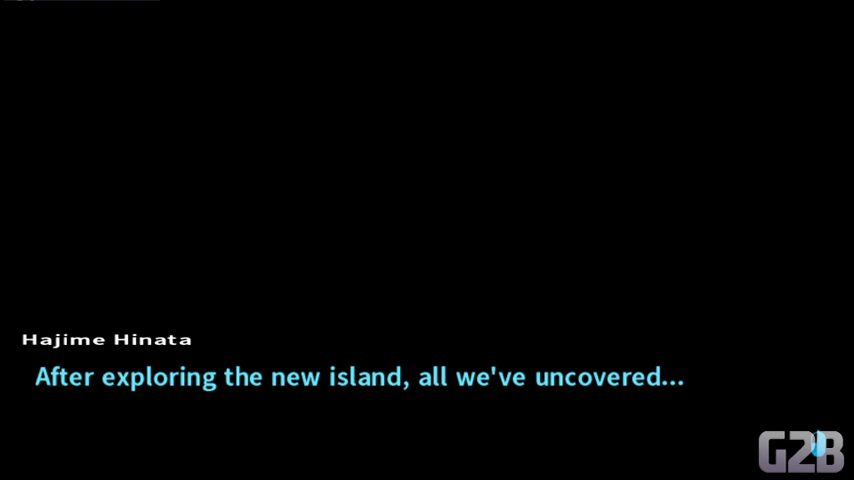 Hajime Hinata
After exploring the new island, all we've uncovered...
G2B